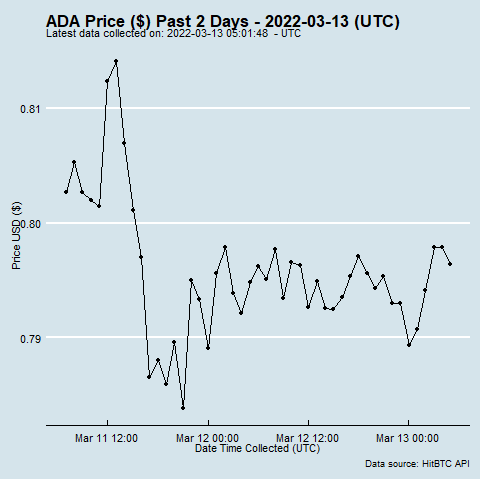 ADA Price ($) Past 2 Days - 2022-03-13 (UTC)
Latest data collected on: 2022-03-13 05:01:48 - UTC
0.81
0.80
0.79
Price USD ($)
Mar 11 12:00 Mar 12 00:00 Mar 12 12:00 Mar 13 00:00
Date Time Collected (UTC)
Data source: HitBTC API